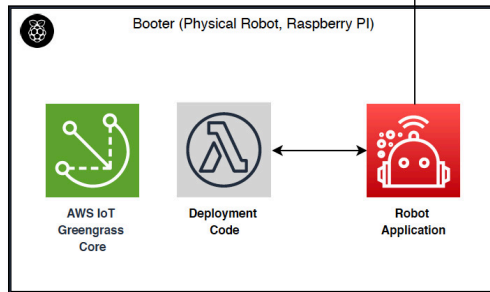 Booter (Physical Robot, Raspberry PI)
AWS IoT
Greengrass
Core
Deployment
Code
Robot
Application